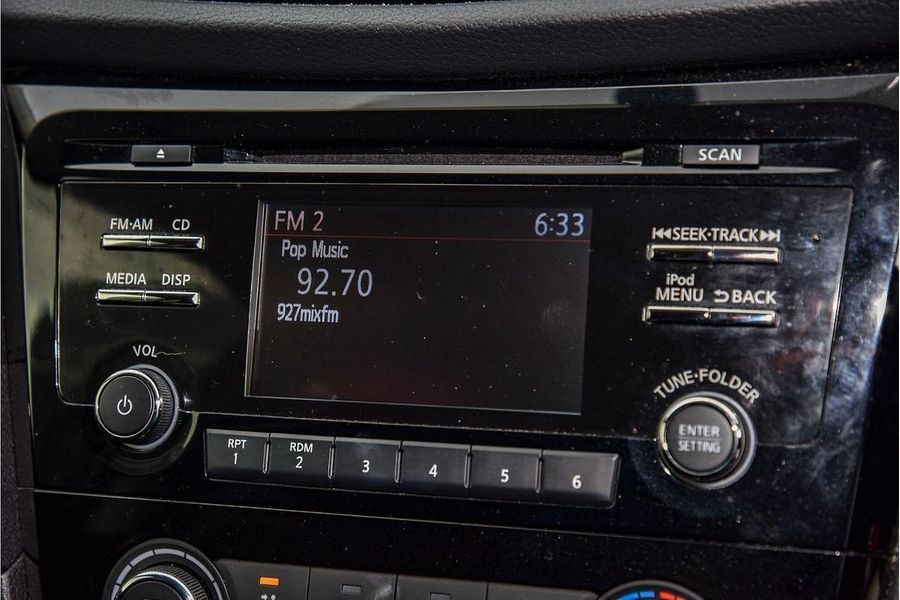 SCAN
FM·AM CD
MEDIA DISP
VOL
FM 2 6:33
Pop Music
92.70
927mixfm
SEEK·TRACK
iPod
MENU BACK
TUNE·FOLDER
ENTER
SETTING
RPT
1
RDM
2
3
4
5
6